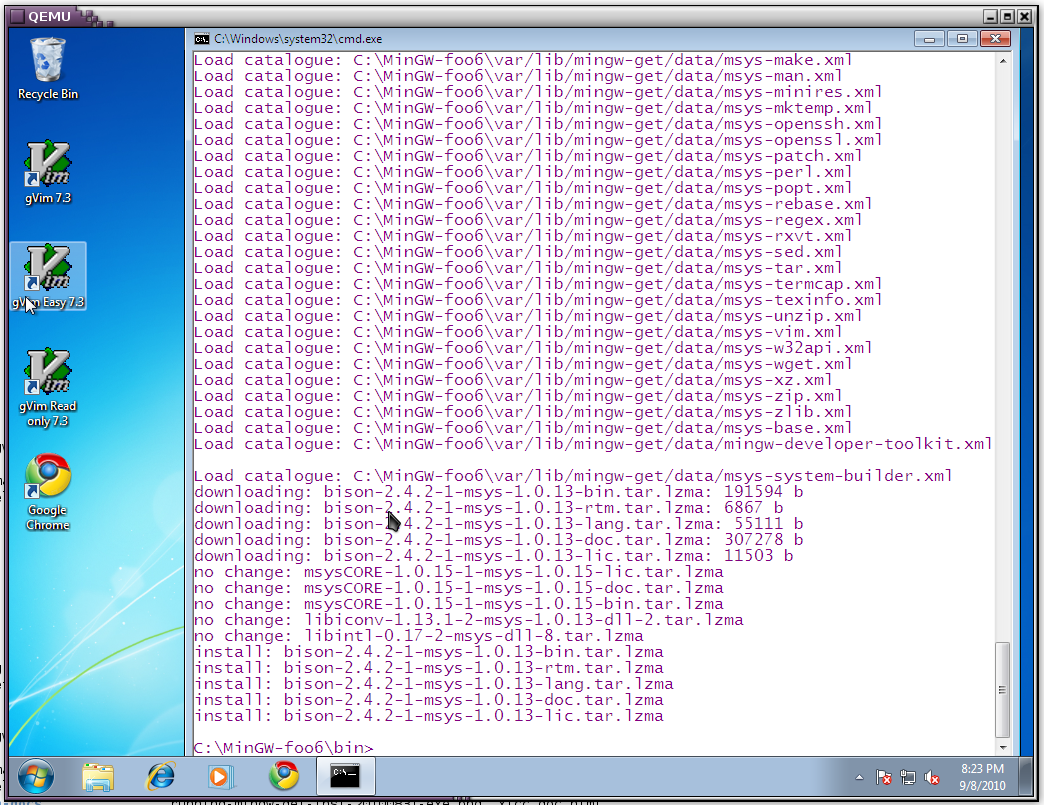 QEMU
C:\Windows\system32\cmd.exe
Recycle Bin
gVim 7.3
gVim Easy 7.3
gVim Read
only 7.3
Google
Chrome
Load catalogue: C:\MinGW-foo6\var/lib/mingw-get/data/msys-make.xml
Load catalogue: C:\MinGW-foo6\var/lib/mingw-get/data/msys-man.xml
Load catalogue: C:\MinGW-foo6\var/lib/mingw-get/data/msys-minires.xml
Load catalogue: C:\MinGW-foo6\var/lib/mingw-get/data/msys-mktemp.xml
Load catalogue: C:\MinGW-foo6\var/lib/mingw-get/data/msys-openssh.xml
Load catalogue: C:\MinGW-foo6\var/lib/mingw-get/data/msys-openssl.xml
Load catalogue: C:\MinGW-foo6\var/lib/mingw-get/data/msys-patch.xml
Load catalogue: C:\MinGW-foo6\var/lib/mingw-get/data/msys-perl.xml
Load catalogue: C:\MinGW-foo6\var/lib/mingw-get/data/msys-popt.xml
Load catalogue: C:\MinGW-foo6\var/lib/mingw-get/data/msys-rebase.xml
Load catalogue: C:\MinGW-foo6\var/lib/mingw-get/data/msys-regex.xml
Load catalogue: C:\MinGW-foo6\var/lib/mingw-get/data/msys-rxvt.xml
Load catalogue: C:\MinGW-foo6\var/lib/mingw-get/data/msys-sed.xml
Load catalogue: C:\MinGW-foo6\var/lib/mingw-get/data/msys-tar.xml
Load catalogue: C:\MinGW-foo6\var/lib/mingw-get/data/msys-termcap.xml
Load catalogue: C:\MinGW-foo6\var/lib/mingw-get/data/msys-texinfo.xml
Load catalogue: C:\MinGW-foo6\var/lib/mingw-get/data/msys-unzip.xml
Load catalogue: C:\MinGW-foo6\var/lib/mingw-get/data/msys-vim.xml
Load catalogue: C:\MinGW-foo6\var/lib/mingw-get/data/msys-w32api.xml
Load catalogue: C:\MinGW-foo6\var/lib/mingw-get/data/msys-wget.xml
Load catalogue: C:\MinGW-foo6\var/lib/mingw-get/data/msys-xz.xml
Load catalogue: C:\MinGW-foo6\var/lib/mingw-get/data/msys-zip.xml
Load catalogue: C:\MinGW-foo6\var/lib/mingw-get/data/msys-zlib.xml
Load catalogue: C:\MinGW-foo6\var/lib/mingw-get/data/msys-base.xml
Load catalogue: C:\MinGW-foo6\var/lib/mingw-get/data/mingw-developer-toolkit.xml
Load catalogue: C:\MinGW-foo6\var/lib/mingw-get/data/msys-system-builder.xml
downloading: bison-2.4.2-1-msys-1.0.13-bin.tar.lzma: 191594 b
downloading: bison-2.4.2-1-msys-1.0.13-rtm.tar.lzma: 6867 b
downloading: bison-2.4.2-1-msys-1.0.13-lang.tar.lzma: 55111 b
downloading: bison-2.4.2-1-msys-1.0.13-doc.tar.lzma: 307278 b
downloading: bison-2.4.2-1-msys-1.0.13-lic.tar.lzma: 11503 b
no change: msysCORE-1.0.15-1-msys-1.0.15-lic.tar.lzma
no change: msysCORE-1.0.15-1-msys-1.0.15-doc.tar.lzma
no change: msysCORE-1.0.15-1-msys-1.0.15-bin.tar.lzma
no change: libiconv-1.13.1-2-msys-1.0.13-dll-2.tar.lzma
no change: libintl-0.17-2-msys-dll-8.tar.lzma
install: bison-2.4.2-1-msys-1.0.13-bin.tar.lzma
install: bison-2.4.2-1-msys-1.0.13-rtm.tar.lzma
install: bison-2.4.2-1-msys-1.0.13-lang.tar.lzma
install: bison-2.4.2-1-msys-1.0.13-doc.tar.lzma
install: bison-2.4.2-1-msys-1.0.13-lic.tar.lzma
C:\MinGW-foo6\bin>
8:23 PM
9/8/2010